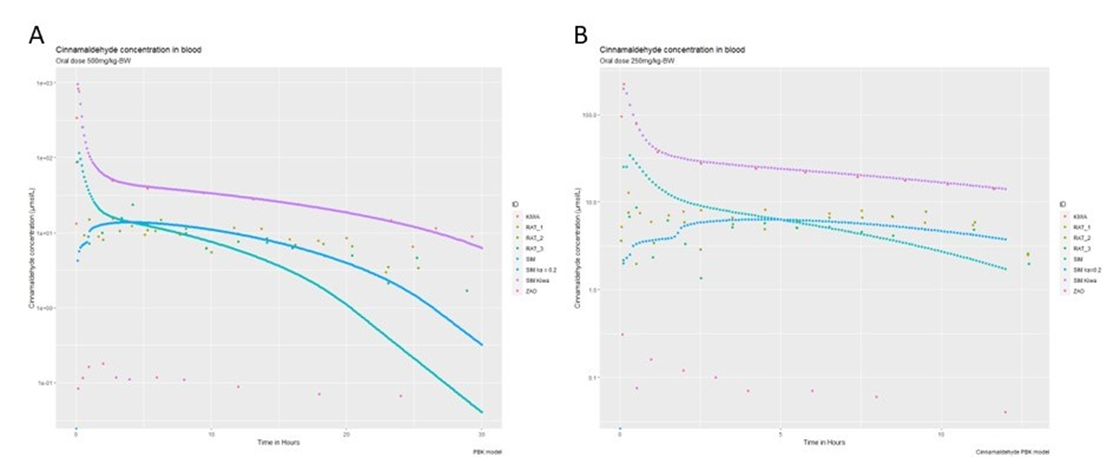 A
Cinnamaldehyde concentration in blood
Oral dose 500mg/kg-BW
Cinnamaldehyde concentration (µmol/L)
1e+03
1e+02
1e+01
1e+00
1e-01
0
10
20
30
Time in Hours
PBK model
ID
KIWA
RAT_1
RAT_2
RAT_3
SIM
SIM ka = 0.2
SIM Kiwa
ZAO
B
Cinnamaldehyde concentration in blood
Oral dose 250mg/kg-BW
Cinnamaldehyde concentration (µmol/L)
100.0
10.0
1.0
0.1
0
5
10
Time in Hours
Cinnamaldehyde PBK model
ID
KIWA
RAT_1
RAT_2
RAT_3
SIM
SIM ka=0.2
SIM Kiwa
ZAO